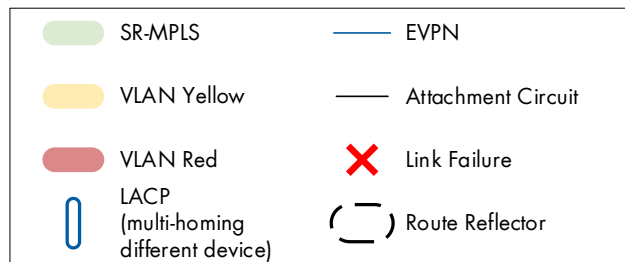 SR-MPLS
EVPN
VLAN Yellow
Attachment Circuit
VLAN Red
Link Failure
LACP
(multi-homing
different device)
Route Reflector